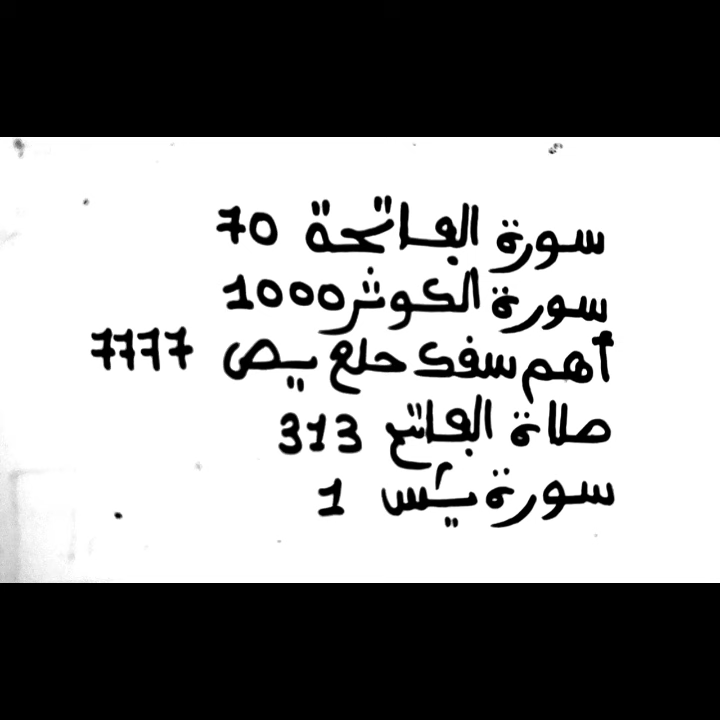 سورة الفاتحة 70
سورة الكوثر 1000
أهم سفك حلع يص 7777
صلاة الفاتح 313
سورة يس 1